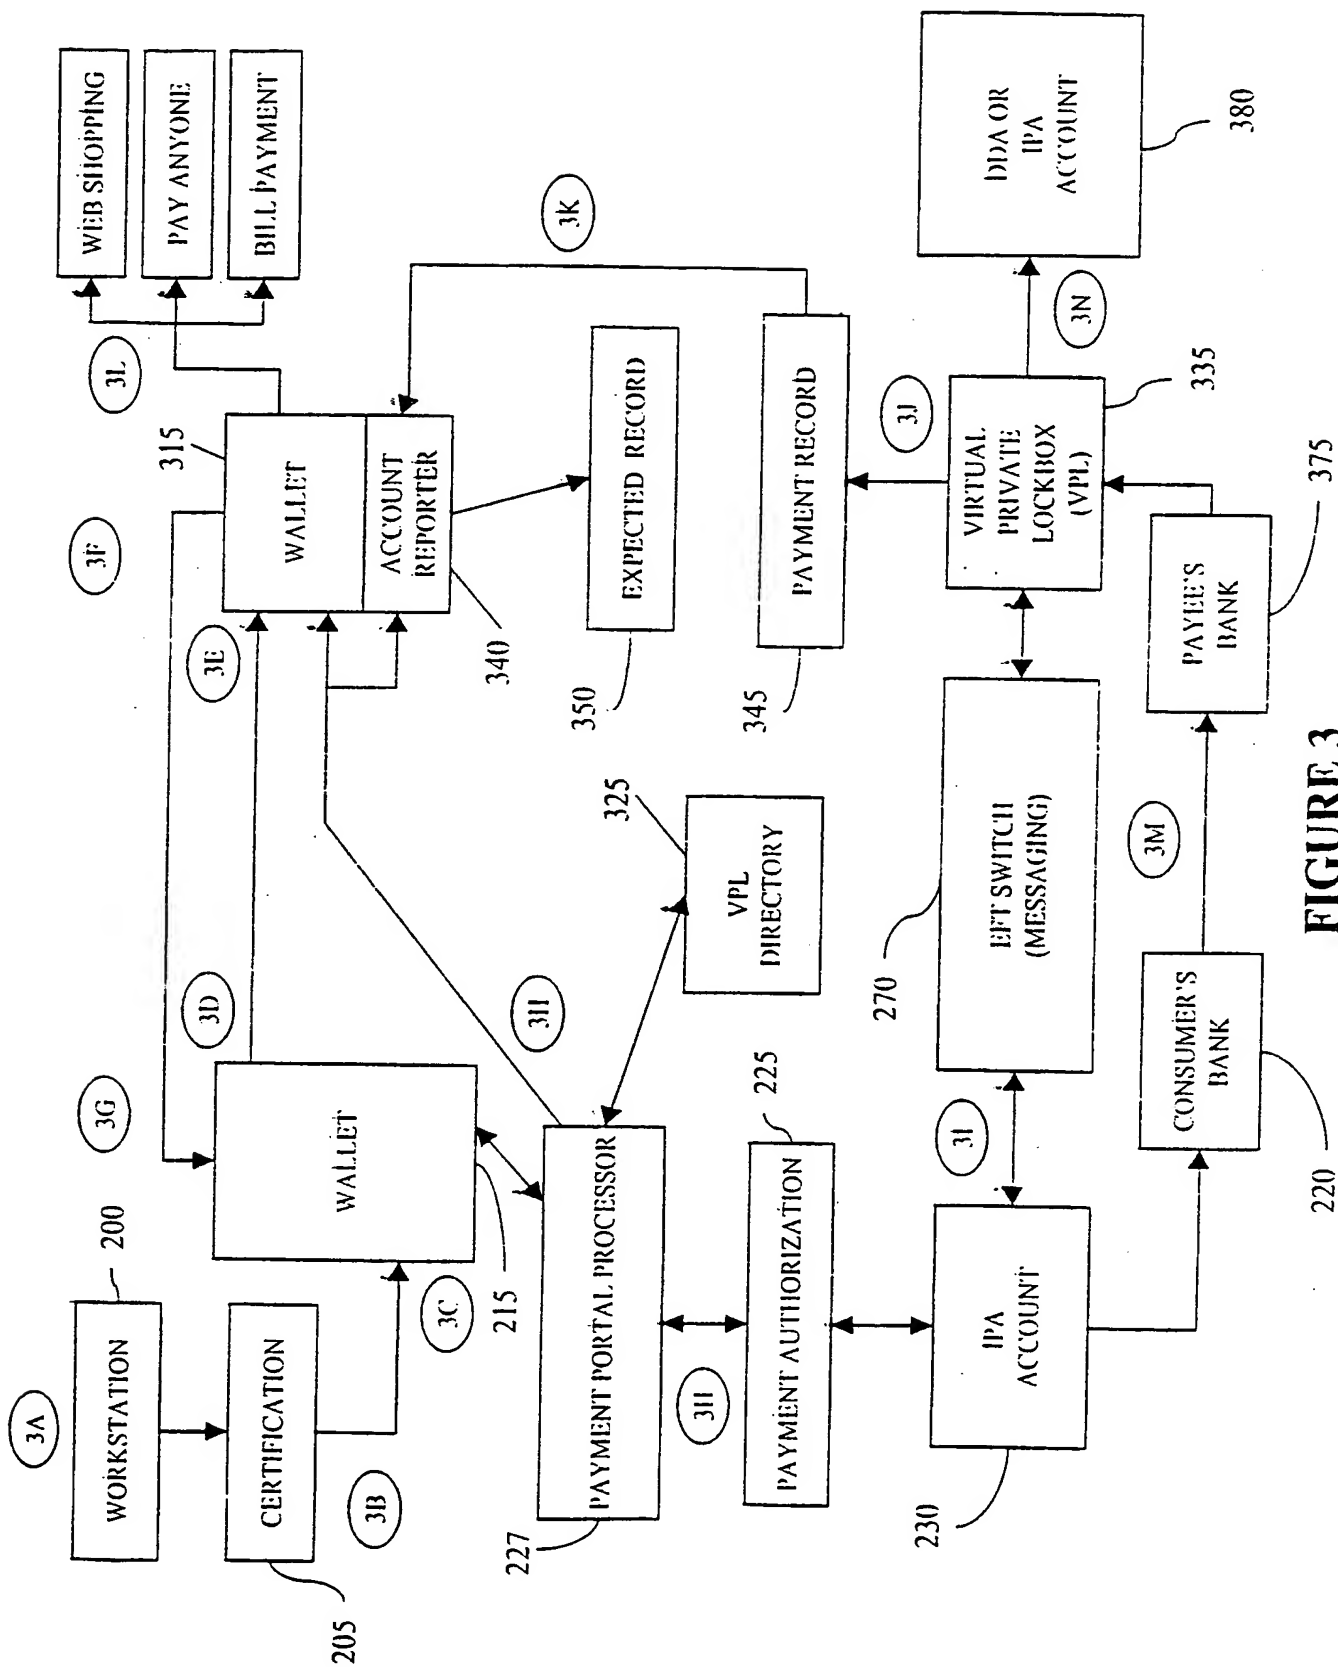 3A
WORKSTATION
200
CERTIFICATION
205
3B
3C
WALLET
215
3G
3D
3F
3E
WALLET
315
ACCOUNT
REPORTER
340
3L
WEB SHOPPING
PAY ANYONE
BILL PAYMENT
3K
EXPECTED RECORD
350
PAYMENT RECORD
345
3H
PAYMENT PORTAL PROCESSOR
227
VPL
DIRECTORY
325
3H
PAYMENT AUTHORIZATION
225
IPA
ACCOUNT
230
3I
EFT SWITCH
(MESSAGING)
270
3J
VIRTUAL
PRIVATE
LOCKBOX
(VPL)
335
3N
DDA OR
IPA
ACCOUNT
380
CONSUMER'S
BANK
220
3M
PAYEE'S
BANK
375
FIGURE 3